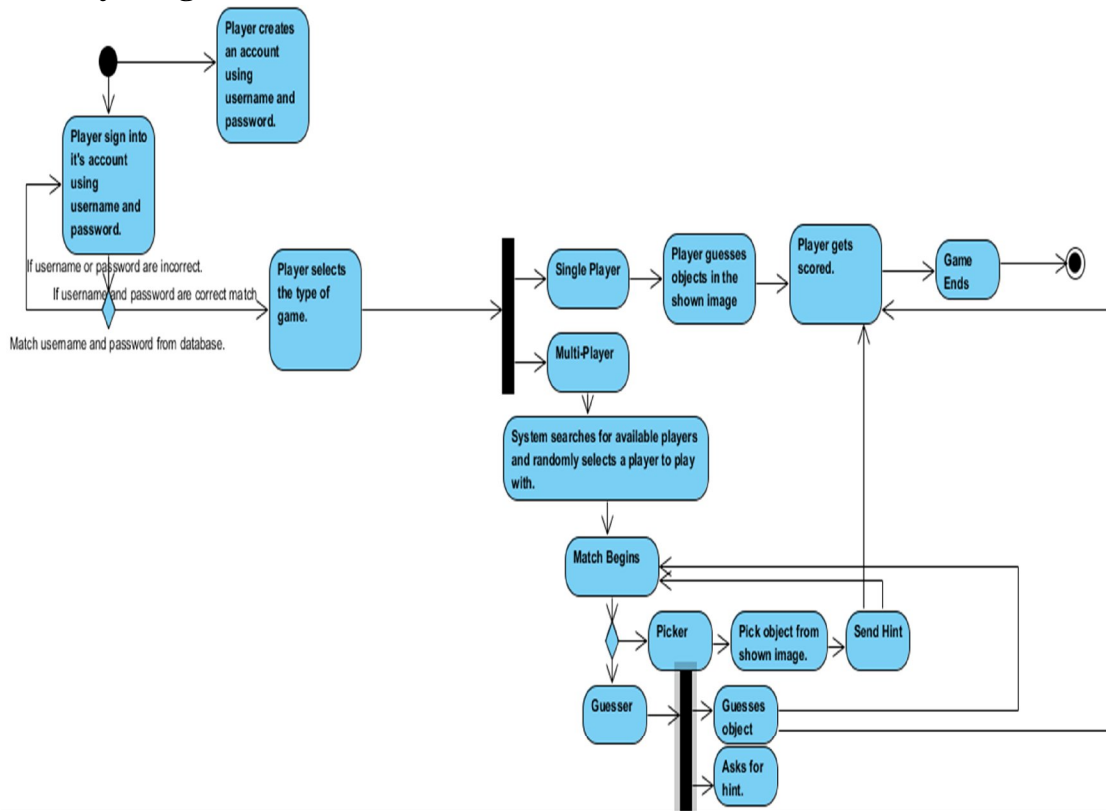 Player creates
an account
using
username and
password.
Player sign into
it's account
using
username and
password.
If username or password are incorrect.
If username and password are correct match
Match username and password from database.
Player selects
the type of
game.
Single Player
Player guesses
objects in the
shown image
Player gets
scored.
Game
Ends
Multi-Player
System searches for available players
and randomly selects a player to play
with.
Match Begins
Picker
Pick object from
shown image.
Send Hint
Guesser
Guesses
object
Asks for
hint.